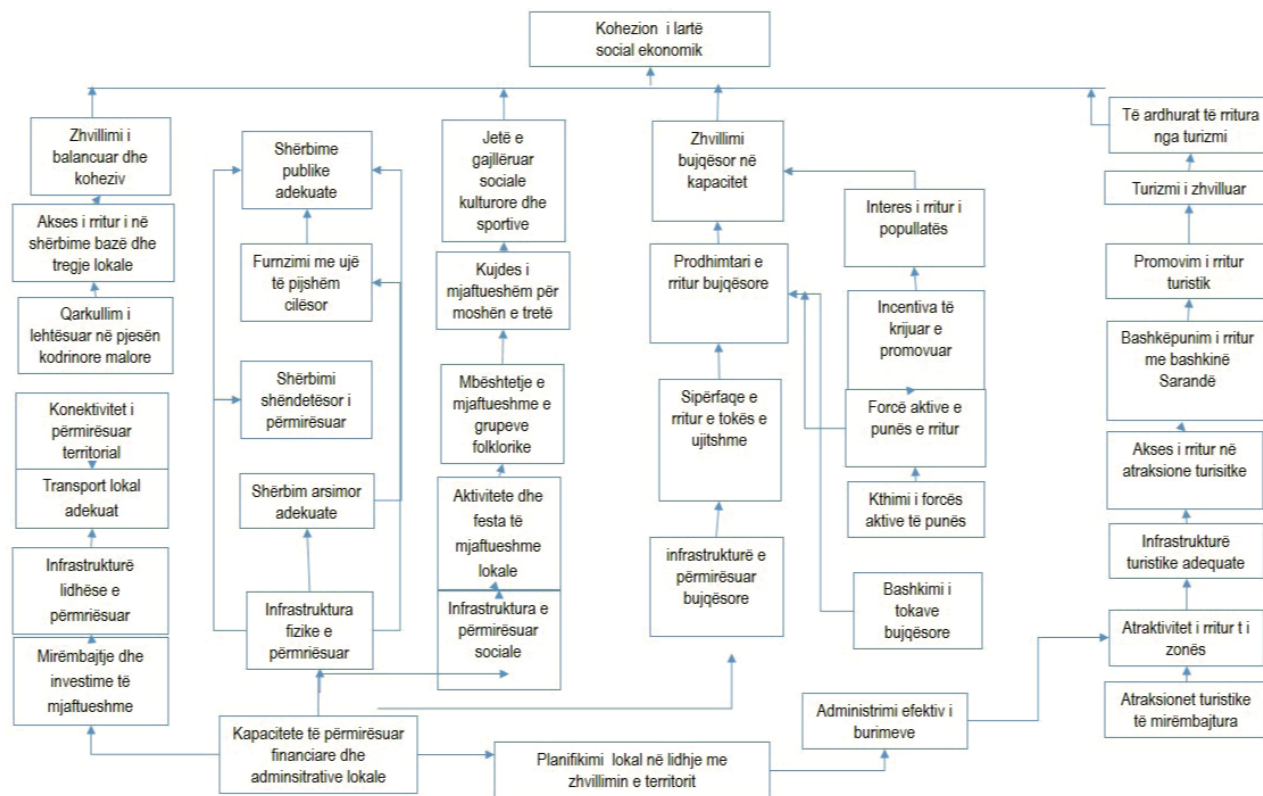 Kohezion i lartë
social ekonomik
Zhvillimi i
balancuar dhe
koheziv
Akses i rritur i në
shërbime bazë dhe
tregje lokale
Qarkullim i
lehtësuar në pjesën
kodrinore malore
Konektivitet i
përmirësuar
territorial
Transport lokal
adekuat
Infrastrukturë
lidhëse e
përmriësuar
Mirëmbajtje dhe
investime të
mjaftueshme
Shërbime
publike
adekuate
Furnzimi me ujë
të pijshëm
cilësor
Shërbimi
shëndetësor i
përmirësuar
Shërbim arsimor
adekuate
Infrastruktura
fizike e
përmriësuar
Kapacitete të përmirësuar
financiare dhe
adminsitrative lokale
Jetë e
gajllëruar sociale
kulturore dhe
sportive
Kujdes i
mjaftueshëm për
moshën e tretë
Mbështetje e
mjaftueshme e
grupeve
folklorike
Aktivitete dhe
festa të
mjaftueshme
lokale
Infrastruktura e
përmirësuar
sociale
Zhvillimi
bujqësor në
kapacitet
Prodhimtari e
rritur bujqësore
Sipërfaqe e
rritur e tokës e
ujitshme
infrastrukturë e
përmirësuar
bujqësore
Interes i rritur i
popullatës
Incentiva të
krijuar e
promovuar
Forcë aktive e
punës e rritur
Kthimi i forcës
aktive të punës
Bashkimi i
tokave
bujqësore
Planifikimi lokal në lidhje me
zhvillimin e territorit
Administrimi efektiv i
burimeve
Të ardhurat të rritura
nga turizmi
Turizmi i zhvilluar
Promovim i rritur
turistik
Bashkëpunim i rritur
me bashkinë
Sarandë
Akses i rritur në
atraksione turisitke
Infrastrukturë
turistike adequate
Atraktivitet i rritur t i
zonës
Atraksionet turistike
të mirëmbajtura